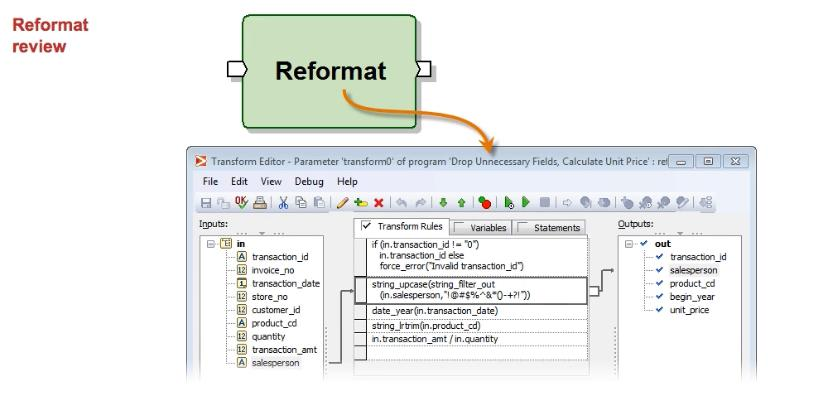 Reformat
review
Reformat
Transform Editor - Parameter 'transform0' of program 'Drop Unnecessary Fields, Calculate Unit Price' : ref
File Edit View Debug Help
Inputs:
in
transaction_id
invoice_no
transaction_date
store_no
customer_id
product_cd
quantity
transaction_amt
salesperson
Transform Rules Variables Statements
if (in.transaction_id != "0")
in.transaction_id else
force_error("Invalid transaction_id")
string_upcase(string_filter_out
(in.salesperson,"!@#$%^&*()-+?!"))
date_year(in.transaction_date)
string_lrtrim(in.product_cd)
in.transaction_amt / in.quantity
Outputs:
out
transaction_id
salesperson
product_cd
begin_year
unit_price